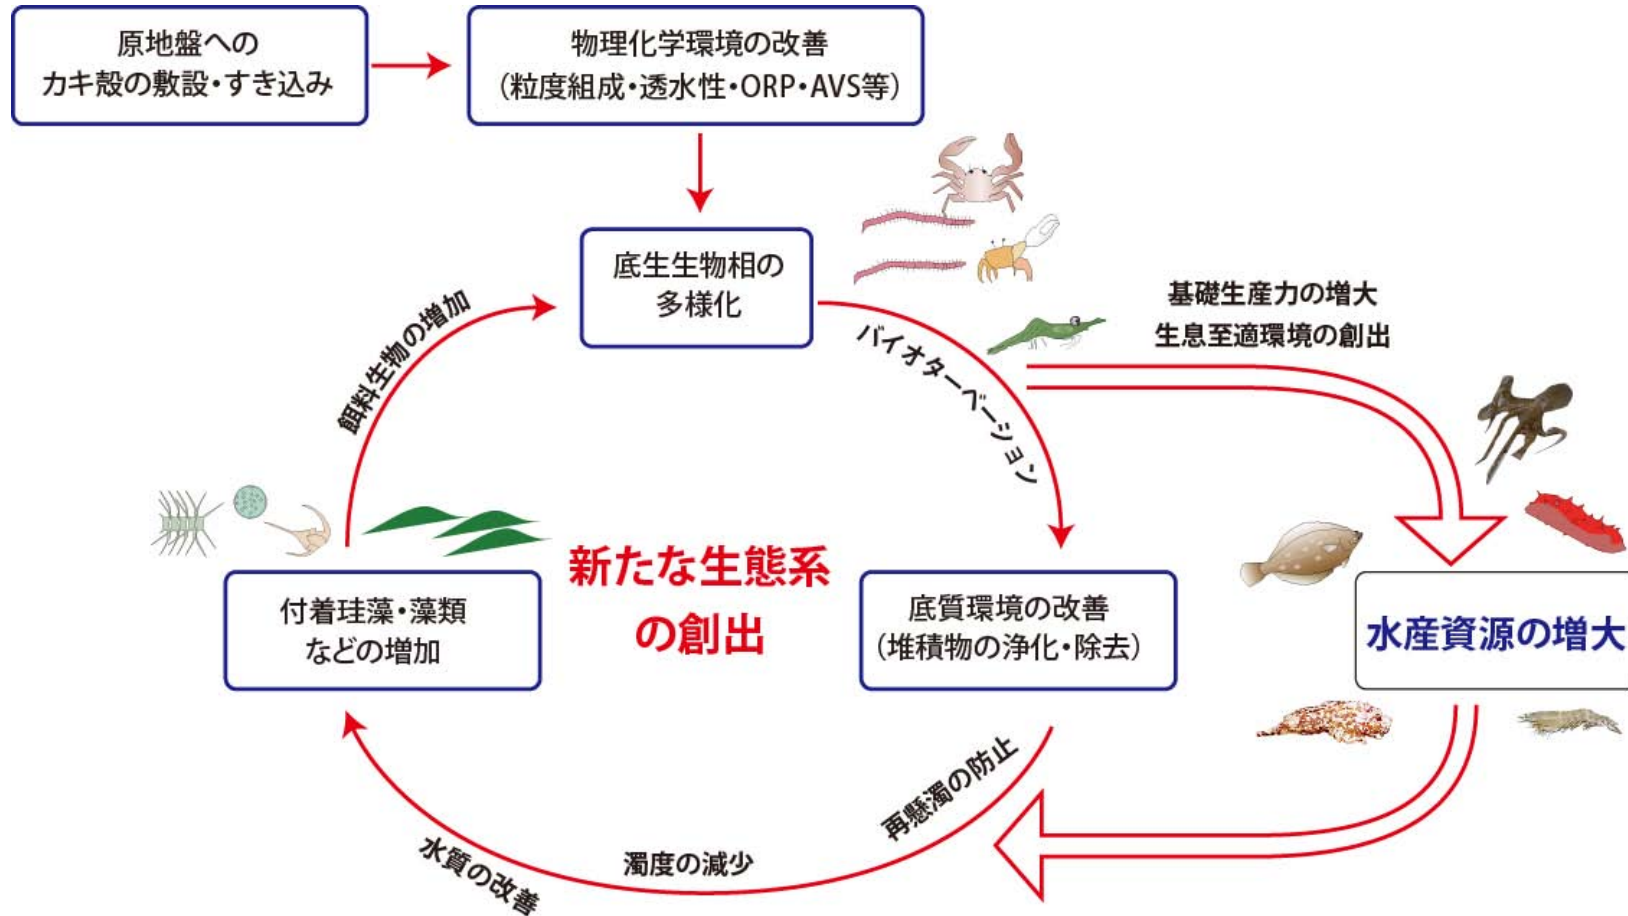 原地盤への
カキ殻の敷設・すき込み
物理化学環境の改善
(粒度組成・透水性・ORP・AVS等)
底生生物相の
多様化
餌料生物の増加
バイオターベーション
基礎生産力の増大
生息至適環境の創出
新たな生態系
の創出
付着珪藻・藻類
などの増加
底質環境の改善
(堆積物の浄化・除去)
水産資源の増大
再懸濁の防止
濁度の減少
水質の改善